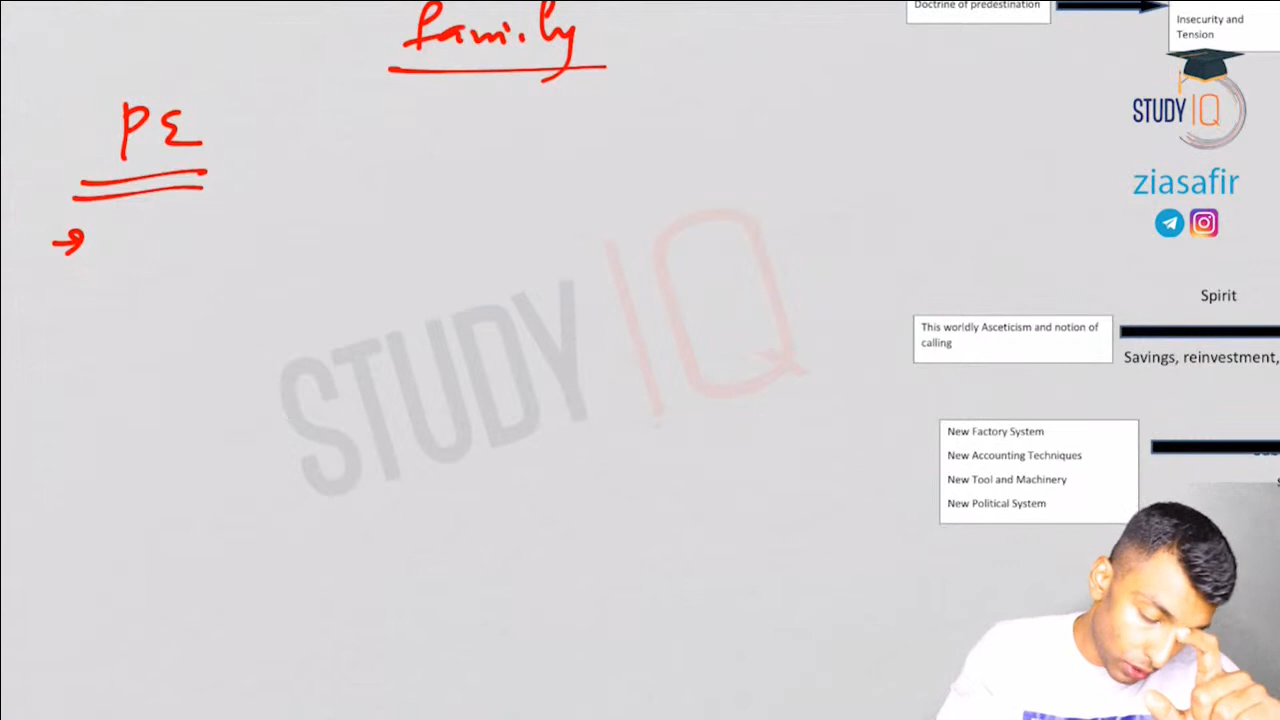 family
PE
→
Doctrine of predestination
Insecurity and
Tension
STUDY IQ
ziasafir
STUDY IQ
Spirit
This worldly Asceticism and notion of
calling
Savings, reinvestment,
New Factory System
New Accounting Techniques
New Tool and Machinery
New Political System